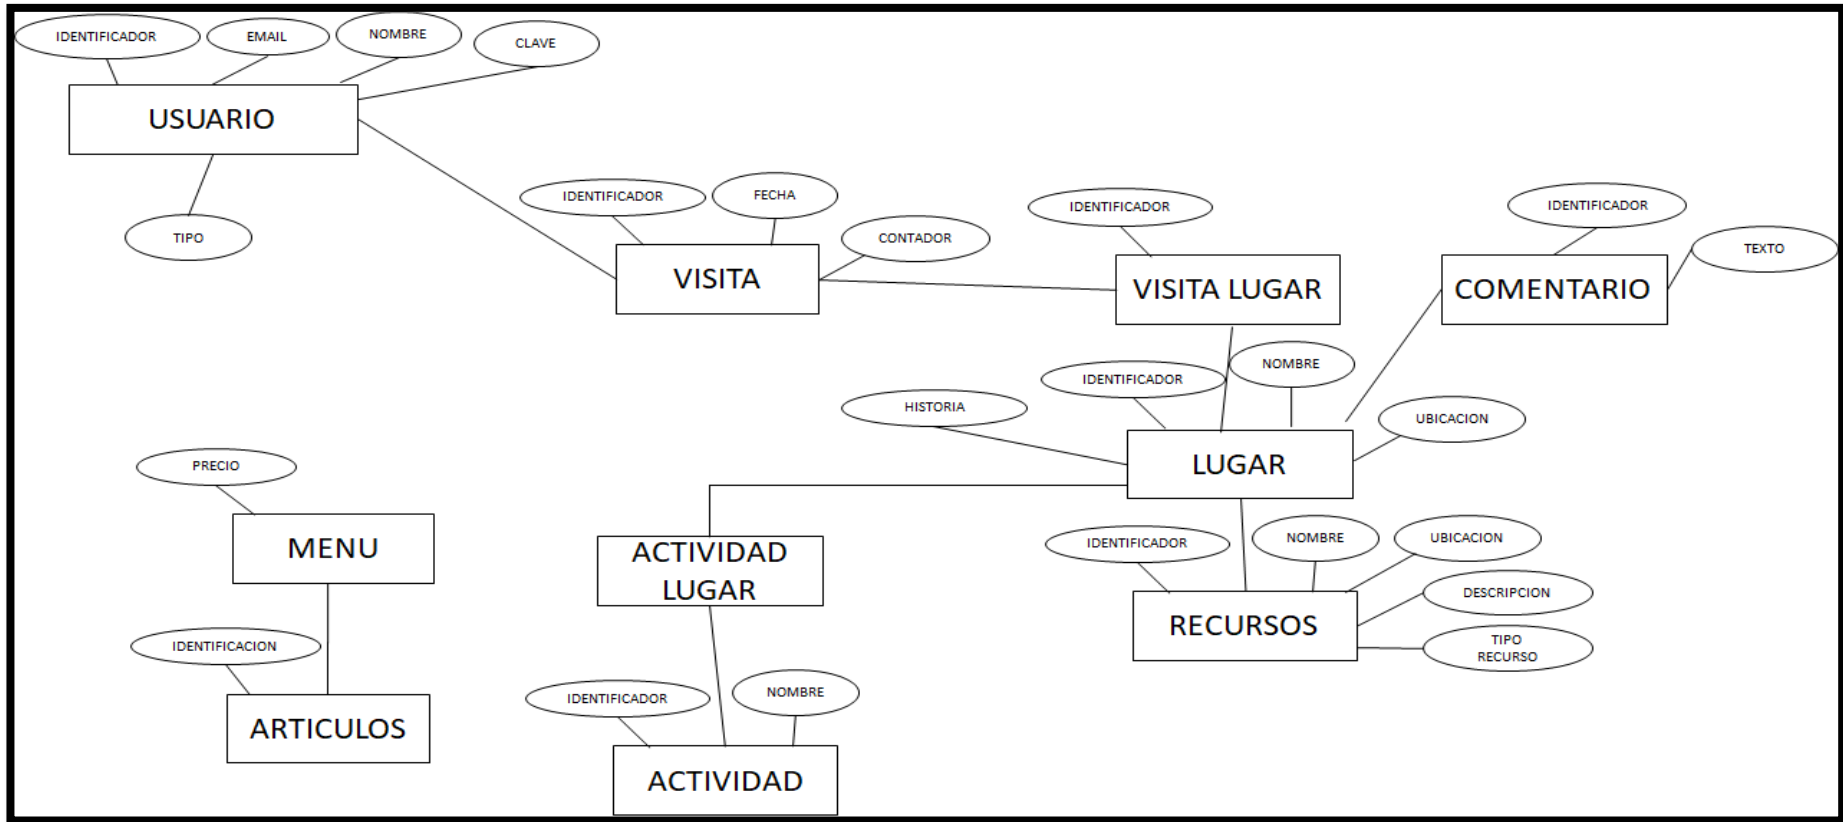 IDENTIFICADOR
EMAIL
NOMBRE
CLAVE
USUARIO
TIPO
IDENTIFICADOR
FECHA
CONTADOR
VISITA
IDENTIFICADOR
VISITA LUGAR
IDENTIFICADOR
TEXTO
COMENTARIO
HISTORIA
IDENTIFICADOR
NOMBRE
UBICACION
LUGAR
PRECIO
MENU
IDENTIFICACION
ARTICULOS
ACTIVIDAD
LUGAR
IDENTIFICADOR
NOMBRE
ACTIVIDAD
IDENTIFICADOR
NOMBRE
UBICACION
DESCRIPCION
TIPO
RECURSO
RECURSOS